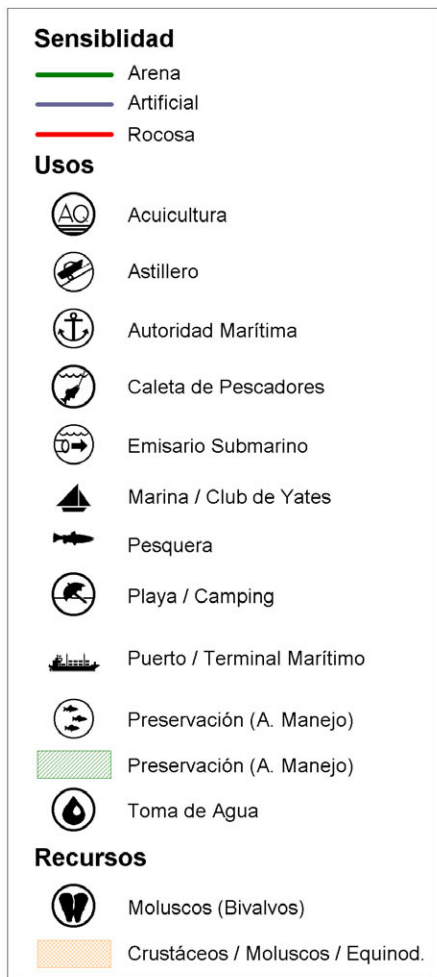 Sensiblidad
Arena
Artificial
Rocosa
Usos
AQ
Acuicultura
Astillero
Autoridad Marítima
Caleta de Pescadores
Emisario Submarino
Marina / Club de Yates
Pesquera
Playa / Camping
Puerto / Terminal Marítimo
Preservación (A. Manejo)
Preservación (A. Manejo)
Toma de Agua
Recursos
Moluscos (Bivalvos)
Crustáceos / Moluscos / Equinod.